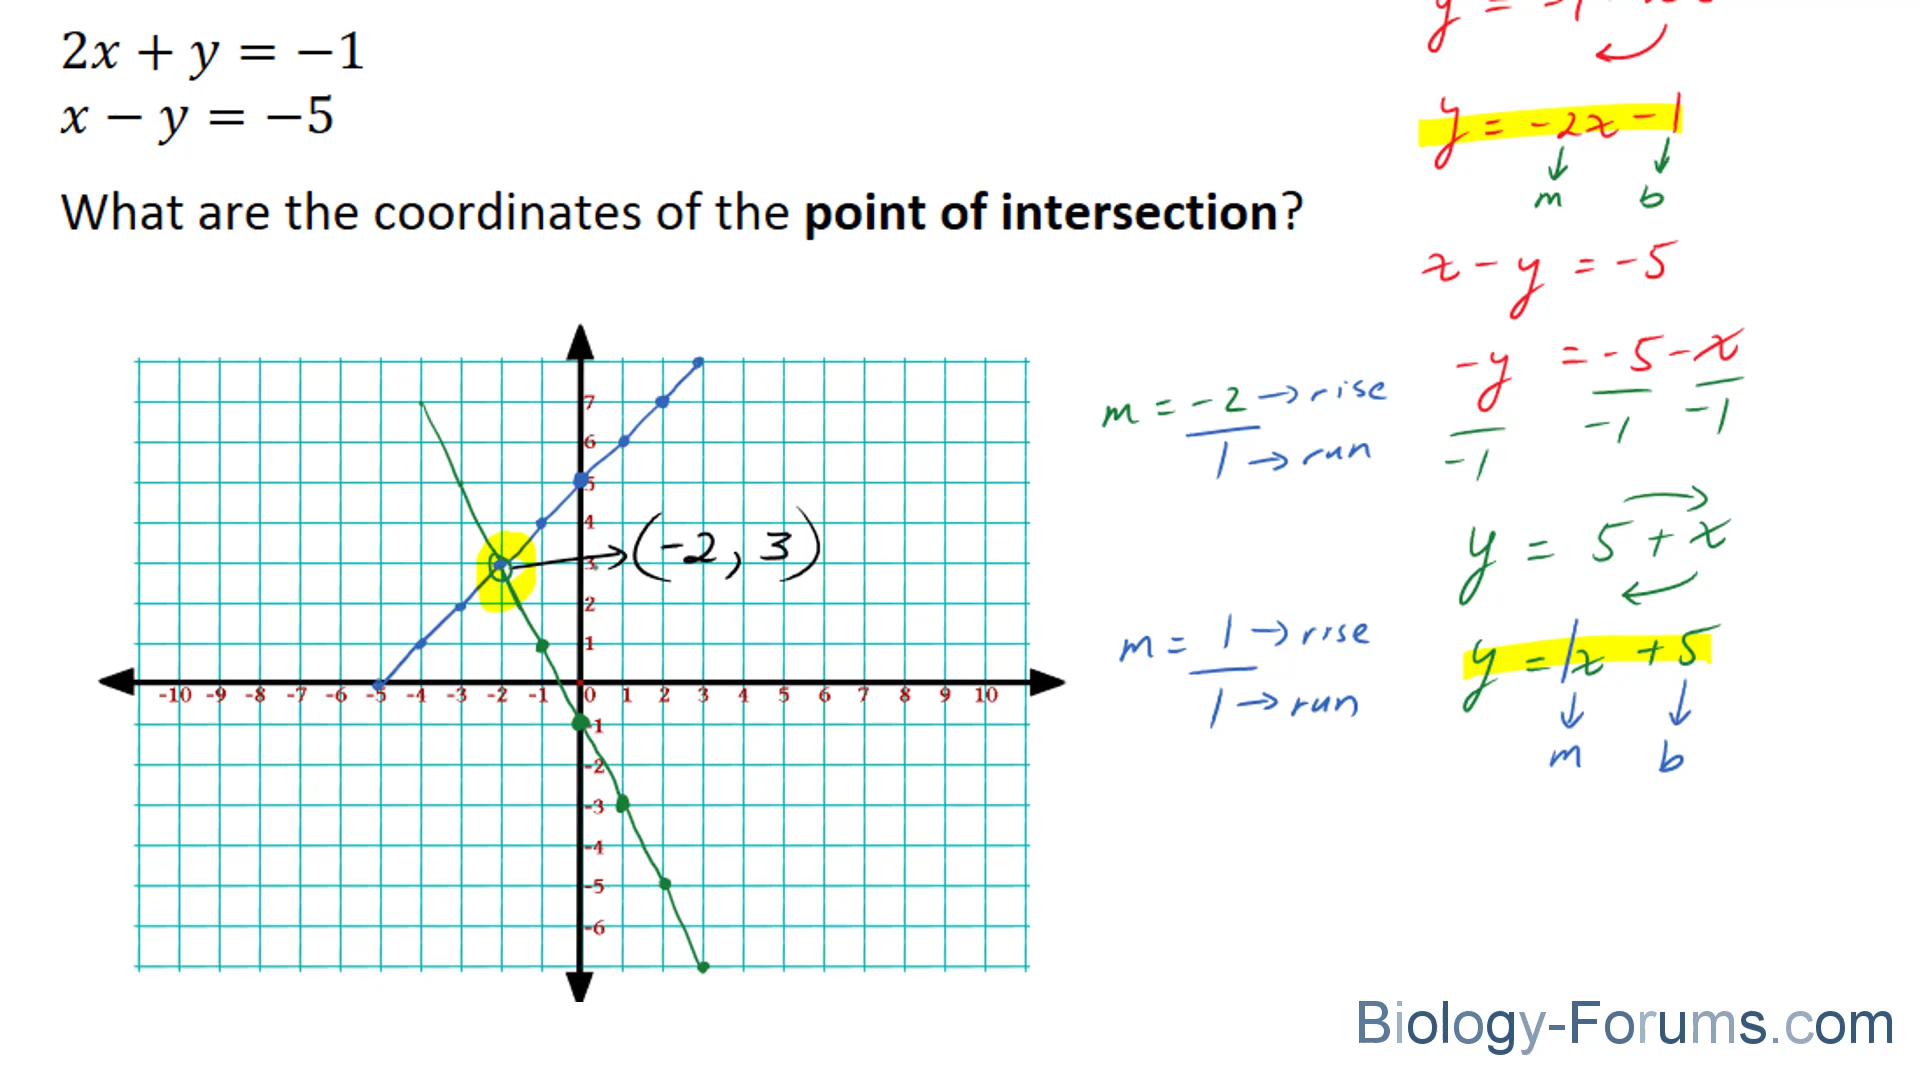 2x + y = −1
x − y = −5
What are the coordinates of the point of intersection?
y = -2x - 1
m b
x - y = -5
-y = -5 - x
-1 -1 -1
y = 5 + x
y = 1x + 5
m b
m = -2 → rise
1 → run
m = 1 → rise
1 → run
(-2, 3)
7
6
5
4
3
2
1
-10 -9 -8 -7 -6 -5 -4 -3 -2 -1 0 1 2 3 4 5 6 7 8 9 10
-1
-2
-3
-4
-5
-6
Biology-Forums.com